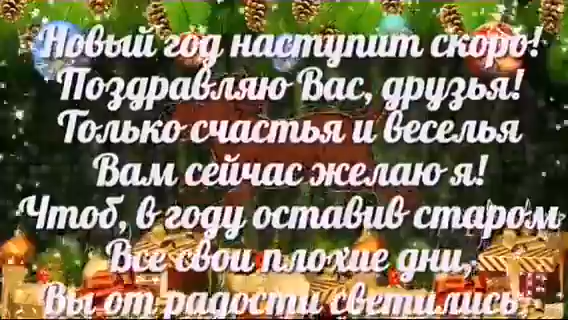 Новый год наступит скоро!
Поздравляю Вас, друзья!
Только счастья и веселья
Вам сейчас желаю я!
Чтоб, в году оставив старом
Все свои плохие дни,
Вы от радости светились,